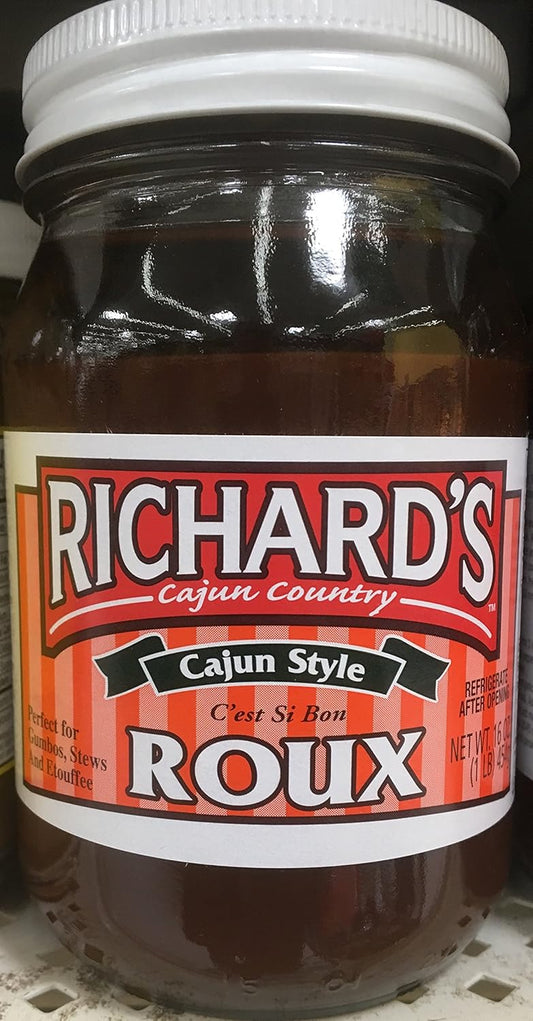 RICHARD'S
Cajun Country
TM
Cajun Style
C'est Si Bon
ROUX
Perfect for
Gumbos, Stews
And Etouffee
REFRIGERATE
AFTER OPENING
NET WT. 16 OZ
(1 LB)